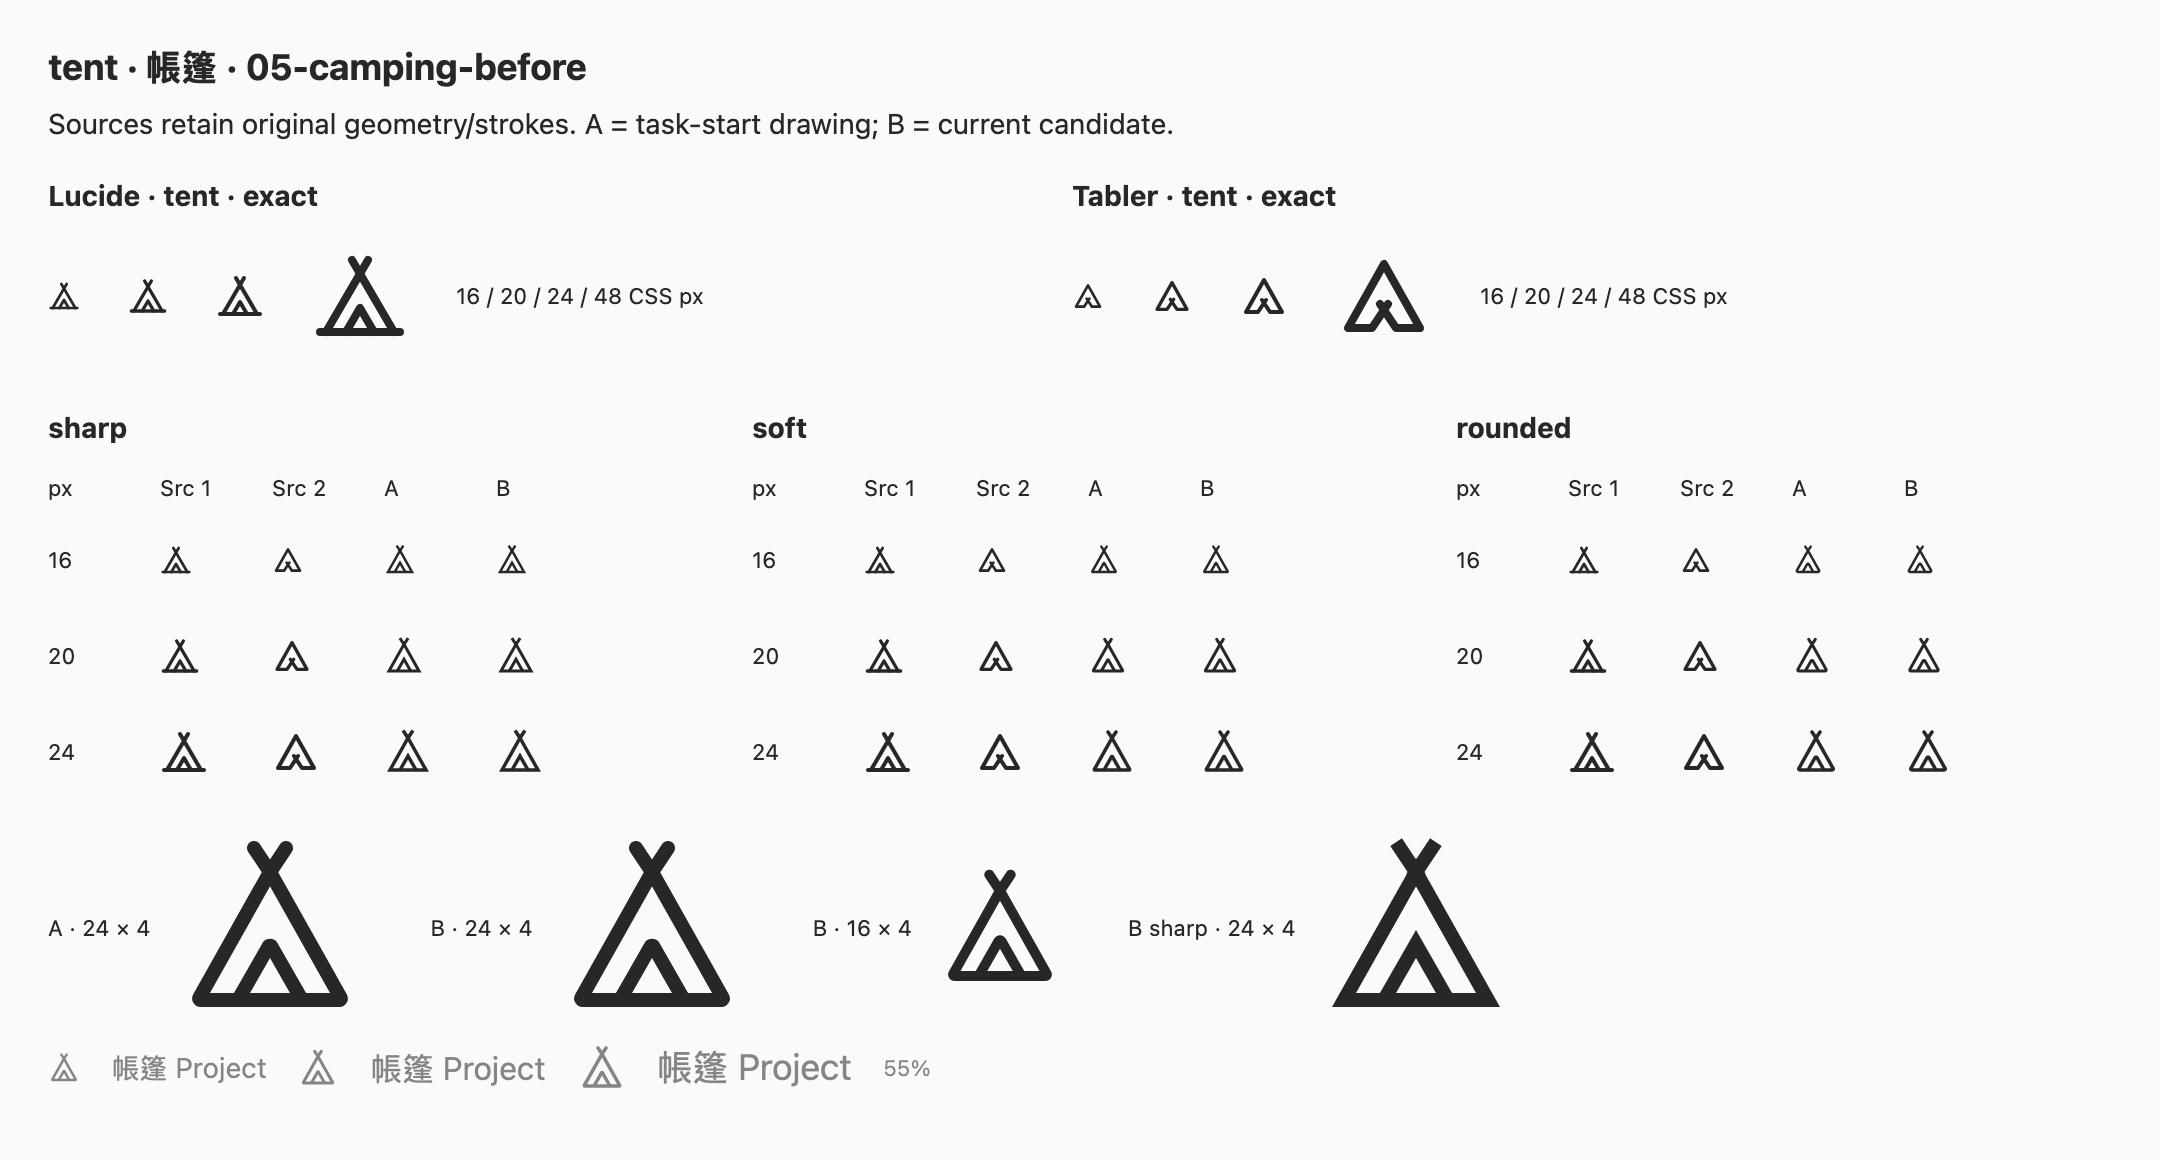 tent · 帳篷 · 05-camping-before
Sources retain original geometry/strokes. A = task-start drawing; B = current candidate.
Lucide · tent · exact
Tabler · tent · exact
16 / 20 / 24 / 48 CSS px
16 / 20 / 24 / 48 CSS px
sharp
soft
rounded
px Src 1 Src 2 A B
px Src 1 Src 2 A B
px Src 1 Src 2 A B
16
16
16
20
20
20
24
24
24
A · 24 × 4
B · 24 × 4
B · 16 × 4
B sharp · 24 × 4
帳篷 Project
帳篷 Project
帳篷 Project
55%